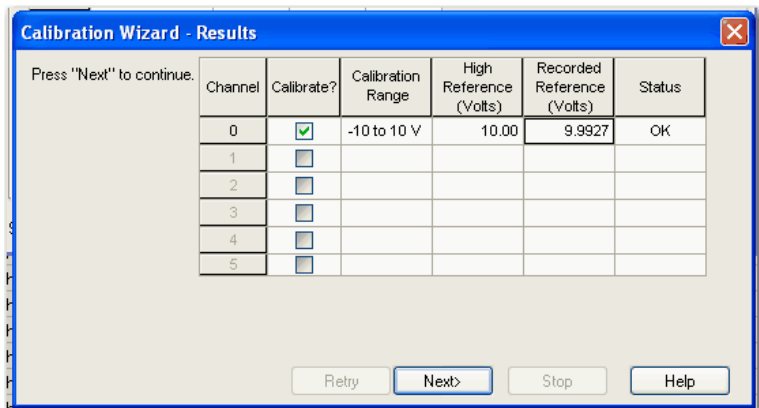 Calibration Wizard - Results
Press "Next" to continue.
Channel Calibrate? Calibration Range High Reference (Volts) Recorded Reference (Volts) Status
0 -10 to 10 V 10.00 9.9927 OK
1
2
3
4
5
Retry Next> Stop Help